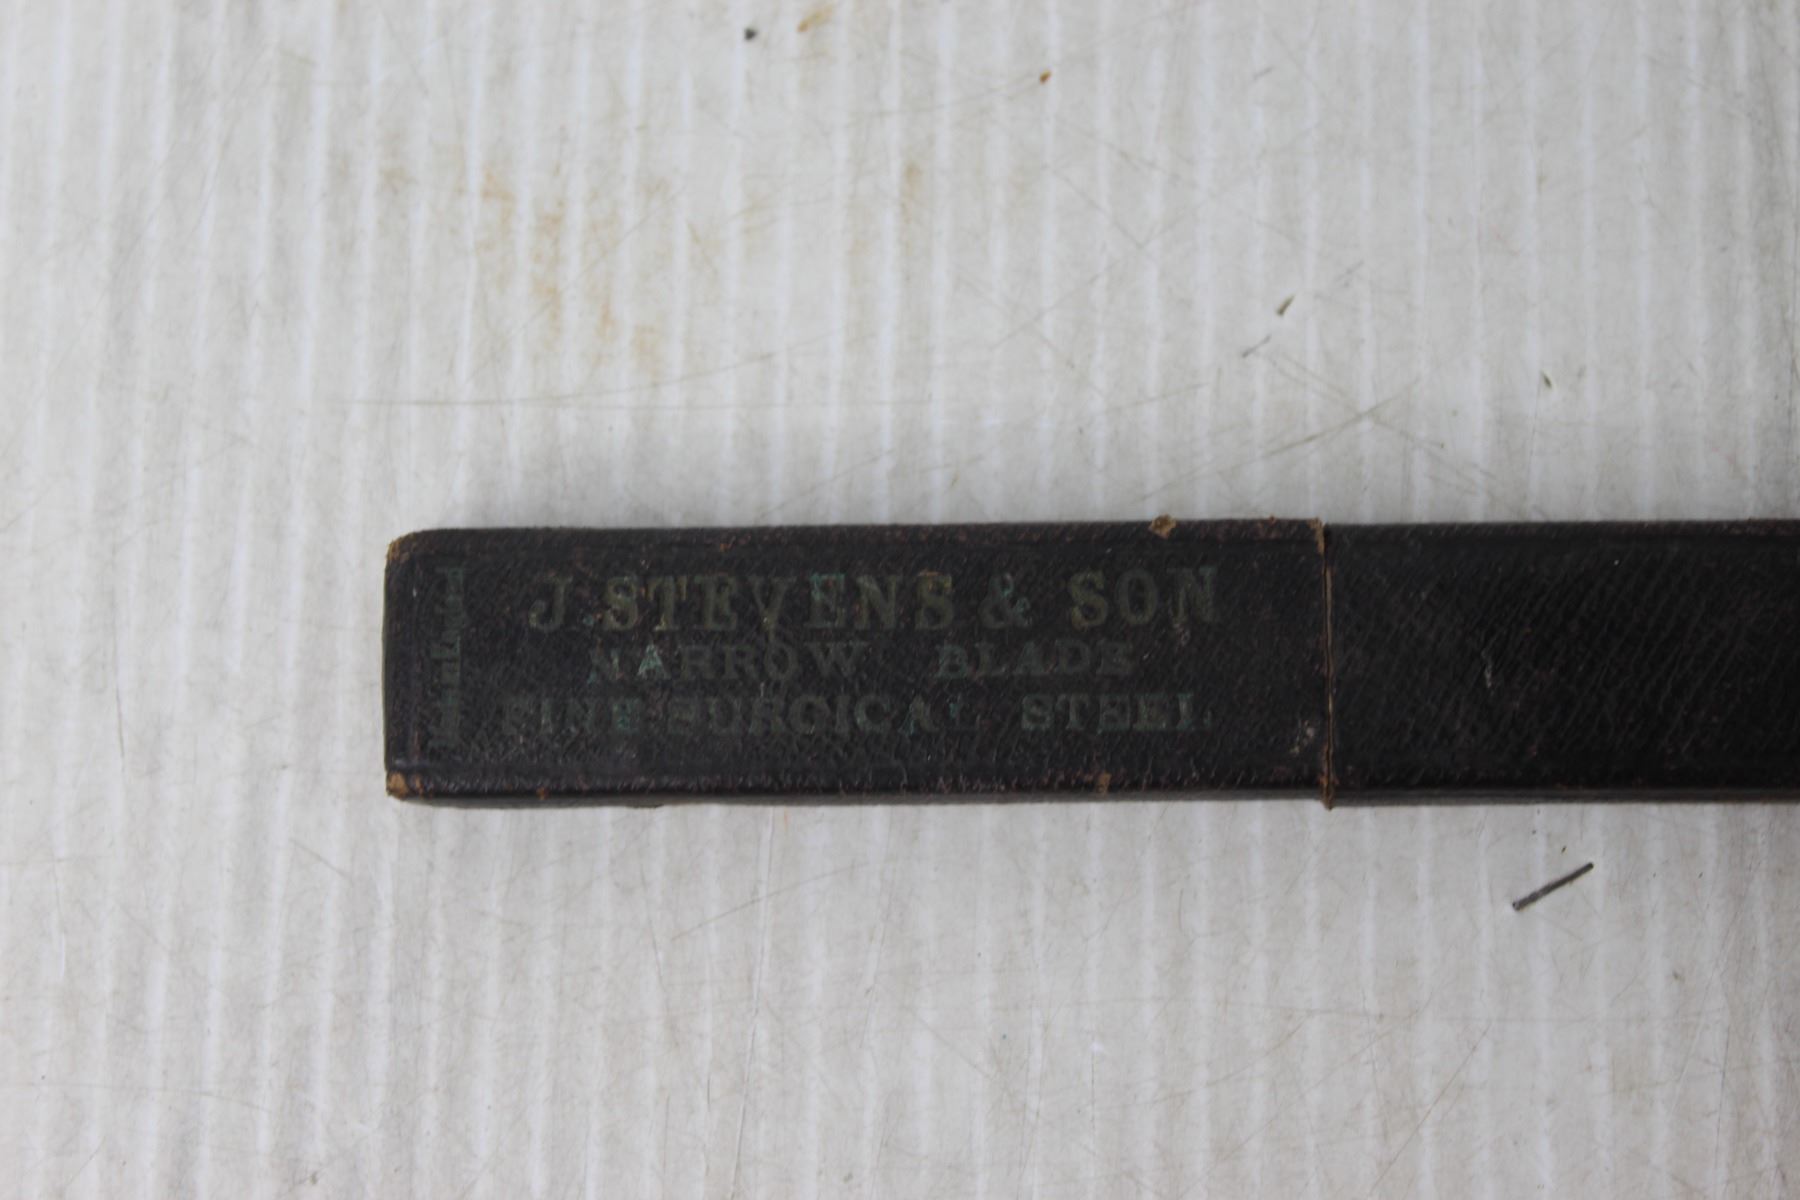 J. STEVENS & SON
NARROW BLADE
FINE SURGICAL STEEL